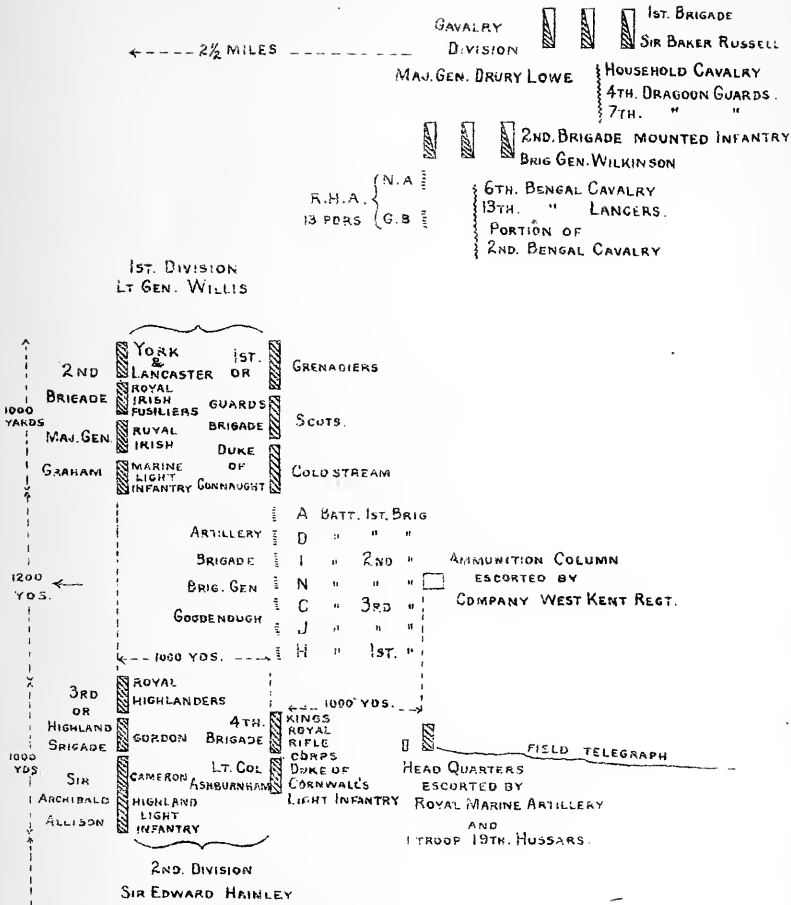 GAVALRY
DIVISION
1ST. BRIGADE
SIR BAKER RUSSELL
2½ MILES
MAJ. GEN. DRURY LOWE
HOUSEHOLD CAVALRY
4TH. DRAGOON GUARDS.
7TH. " "
2ND. BRIGADE MOUNTED INFANTRY
BRIG GEN. WILKINSON
R.H.A.
13 PDRS
N.A
G.B
6TH. BENGAL CAVALRY
13TH. " LANCERS.
PORTION OF
2ND. BENGAL CAVALRY
1ST. DIVISION
LT GEN. WILLIS
1000
YARDS
2ND
BRIGADE
MAJ. GEN.
GRAHAM
YORK
&
LANCASTER
ROYAL
IRISH
FUSILIERS
RUYAL
IRISH
MARINE
LIGHT
INFANTRY
1ST.
OR
GUARDS
BRIGADE
DUKE
OF
CONNAUGHT
GRENADIERS
SCOTS.
COLDSTREAM
1200
YDS.
ARTILLERY
BRIGADE
BRIG. GEN
GOODENOUGH
A BATT. 1ST. BRIG
D " " "
I " 2ND "
N " " "
C " 3RD "
J " " "
H " 1ST. "
AMMUNITION COLUMN
ESCORTED BY
COMPANY WEST KENT REGT.
1000 YDS.
1000 YDS.
1000
YDS
3RD
OR
HIGHLAND
SRIGADE
SIR
ARCHIBALD
ALLISON
ROYAL
HIGHLANDERS
GORDON
CAMERON
HIGHLAND
LIGHT
INFANTRY
4TH.
BRIGADE
LT. COL
ASHBURNHAM
KINGS
ROYAL
RIFLE
CORPS
DUKE OF
CORNWALL'S
LIGHT INFANTRY
FIELD TELEGRAPH
HEAD QUARTERS
ESCORTED BY
ROYAL MARINE ARTILLERY
AND
1 TROOP 19TH. HUSSARS.
2ND. DIVISION
SIR EDWARD HAINLEY